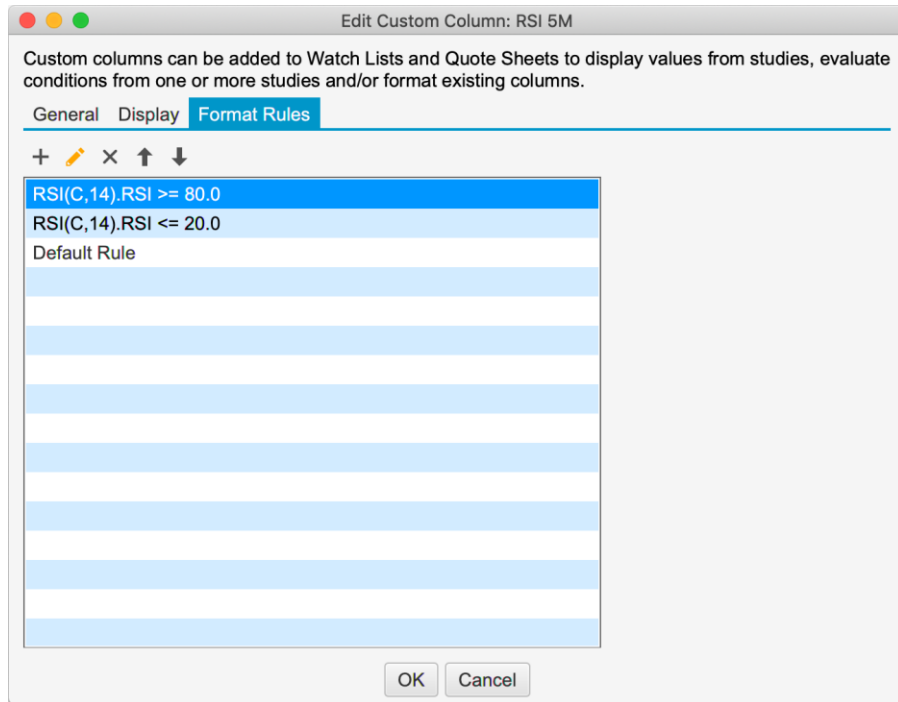 Edit Custom Column: RSI 5M
Custom columns can be added to Watch Lists and Quote Sheets to display values from studies, evaluate
conditions from one or more studies and/or format existing columns.
General Display Format Rules
RSI(C,14).RSI >= 80.0
RSI(C,14).RSI <= 20.0
Default Rule
OK Cancel